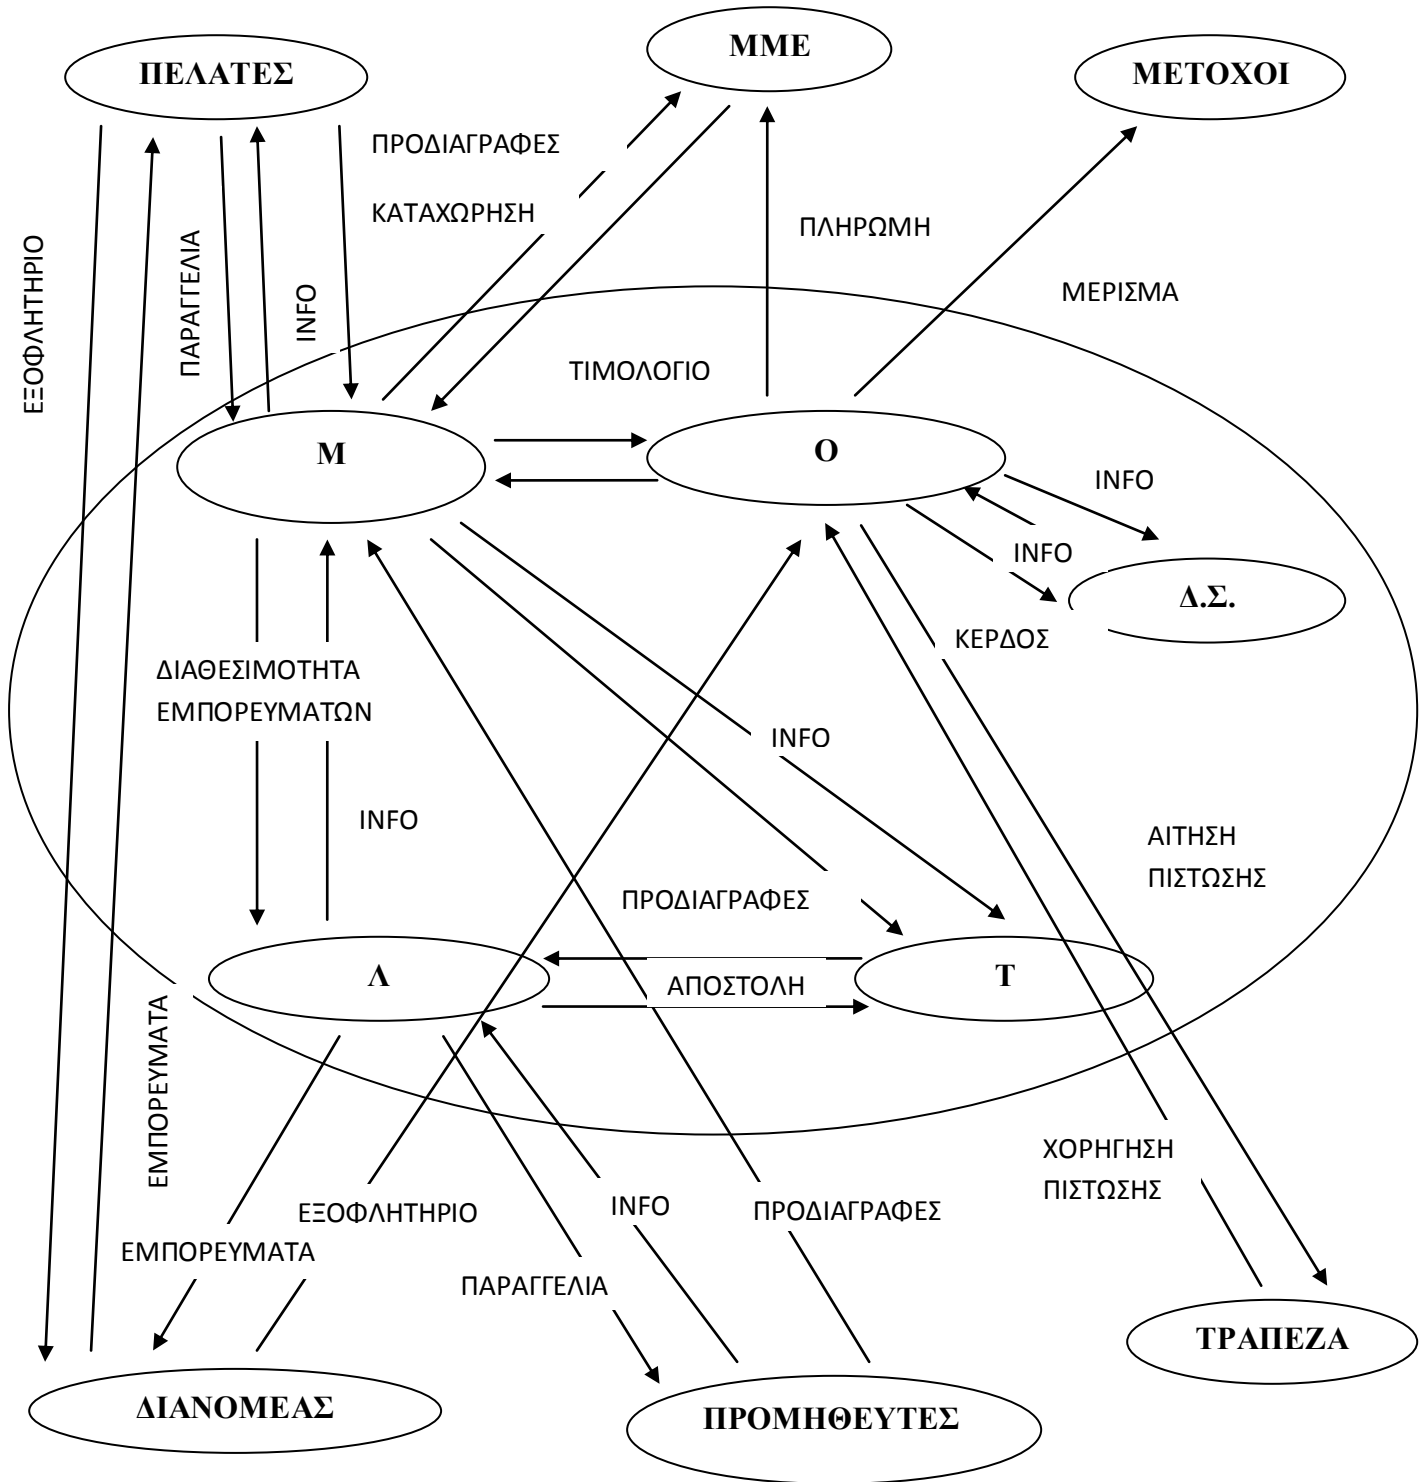 ΠΕΛΑΤΕΣ
ΜΜΕ
ΜΕΤΟΧΟΙ
ΠΡΟΔΙΑΓΡΑΦΕΣ
ΚΑΤΑΧΩΡΗΣΗ
ΠΛΗΡΩΜΗ
ΕΞΟΦΛΗΤΗΡΙΟ
ΠΑΡΑΓΓΕΛΙΑ
INFO
ΜΕΡΙΣΜΑ
ΤΙΜΟΛΟΓΙΟ
Μ
Ο
INFO
INFO
Δ.Σ.
ΚΕΡΔΟΣ
ΔΙΑΘΕΣΙΜΟΤΗΤΑ
ΕΜΠΟΡΕΥΜΑΤΩΝ
INFO
INFO
ΑΙΤΗΣΗ
ΠΙΣΤΩΣΗΣ
ΠΡΟΔΙΑΓΡΑΦΕΣ
Λ
ΑΠΟΣΤΟΛΗ
Τ
ΕΜΠΟΡΕΥΜΑΤΑ
ΧΟΡΗΓΗΣΗ
ΠΙΣΤΩΣΗΣ
ΕΞΟΦΛΗΤΗΡΙΟ
INFO
ΠΡΟΔΙΑΓΡΑΦΕΣ
ΕΜΠΟΡΕΥΜΑΤΑ
ΠΑΡΑΓΓΕΛΙΑ
ΤΡΑΠΕΖΑ
ΔΙΑΝΟΜΕΑΣ
ΠΡΟΜΗΘΕΥΤΕΣ